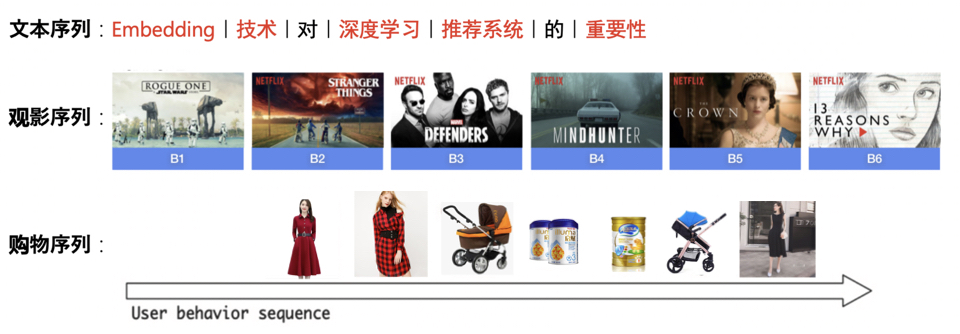 文本序列：Embedding | 技术 | 对 | 深度学习 | 推荐系统 | 的 | 重要性
观影序列：
ROGUE ONE
A STAR WARS STORY
B1
NETFLIX
STRANGER THINGS
B2
NETFLIX
MARVEL
DEFENDERS
B3
NETFLIX
MINDHUNTER
B4
THE
CROWN
B5
NETFLIX
13
REASONS
WHY
B6
购物序列：
User behavior sequence